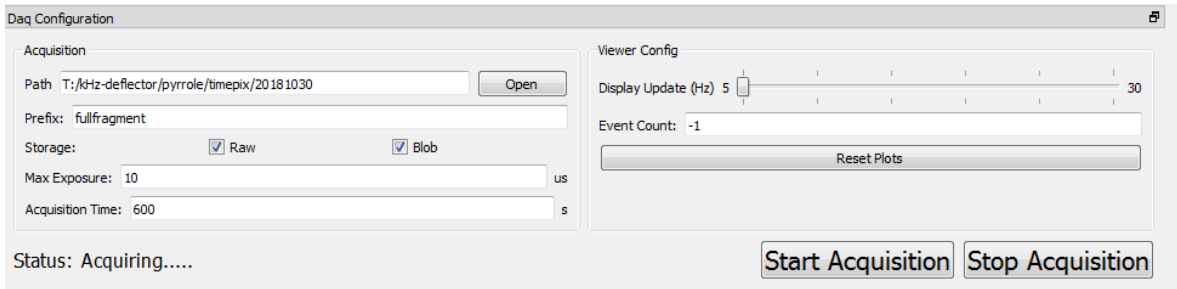 Daq Configuration
Acquisition
Path T:/kHz-deflector/pyrrole/timepix/20181030 Open
Prefix: fullfragment
Storage: Raw Blob
Max Exposure: 10 us
Acquisition Time: 600 s
Viewer Config
Display Update (Hz) 5 30
Event Count: -1
Reset Plots
Status: Acquiring.....
Start Acquisition Stop Acquisition